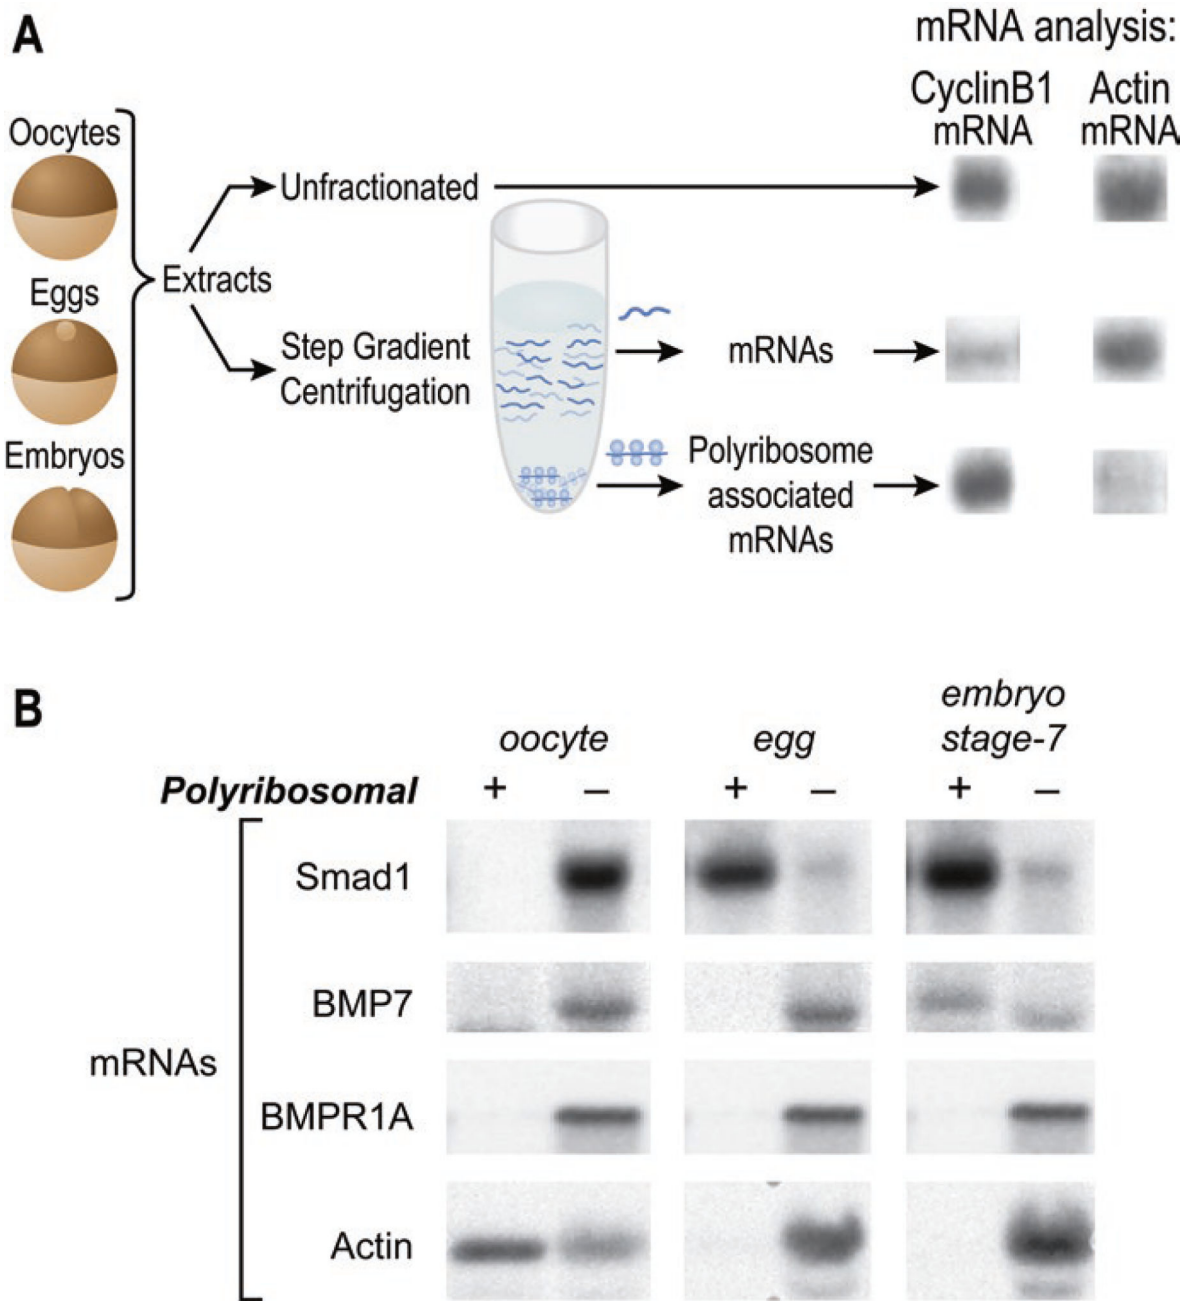 A
mRNA analysis:
CyclinB1 mRNA
Actin mRNA
Oocytes
Eggs
Embryos
Extracts
Unfractionated
Step Gradient
Centrifugation
mRNAs
Polyribosome
associated
mRNAs
B
oocyte
egg
embryo
stage-7
Polyribosomal + – + – + –
Smad1
BMP7
mRNAs
BMPR1A
Actin